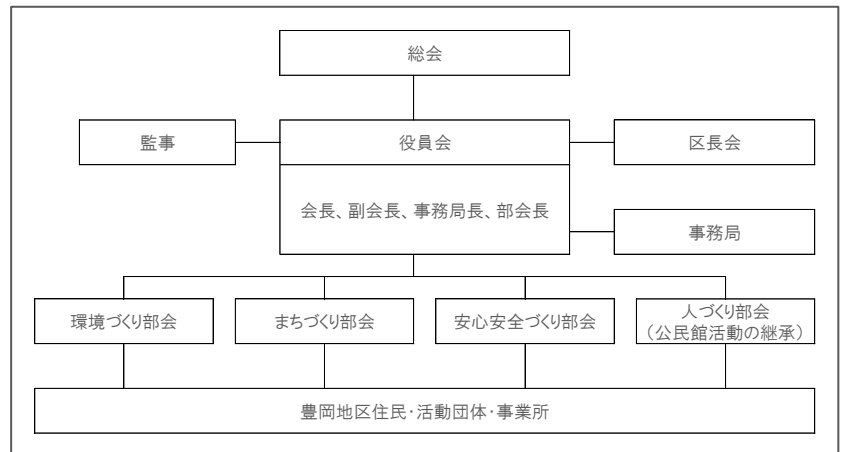 総会
監事
役員会
区長会
会長、副会長、事務局長、部会長
事務局
環境づくり部会
まちづくり部会
安心安全づくり部会
人づくり部会
（公民館活動の継承）
豊岡地区住民・活動団体・事業所